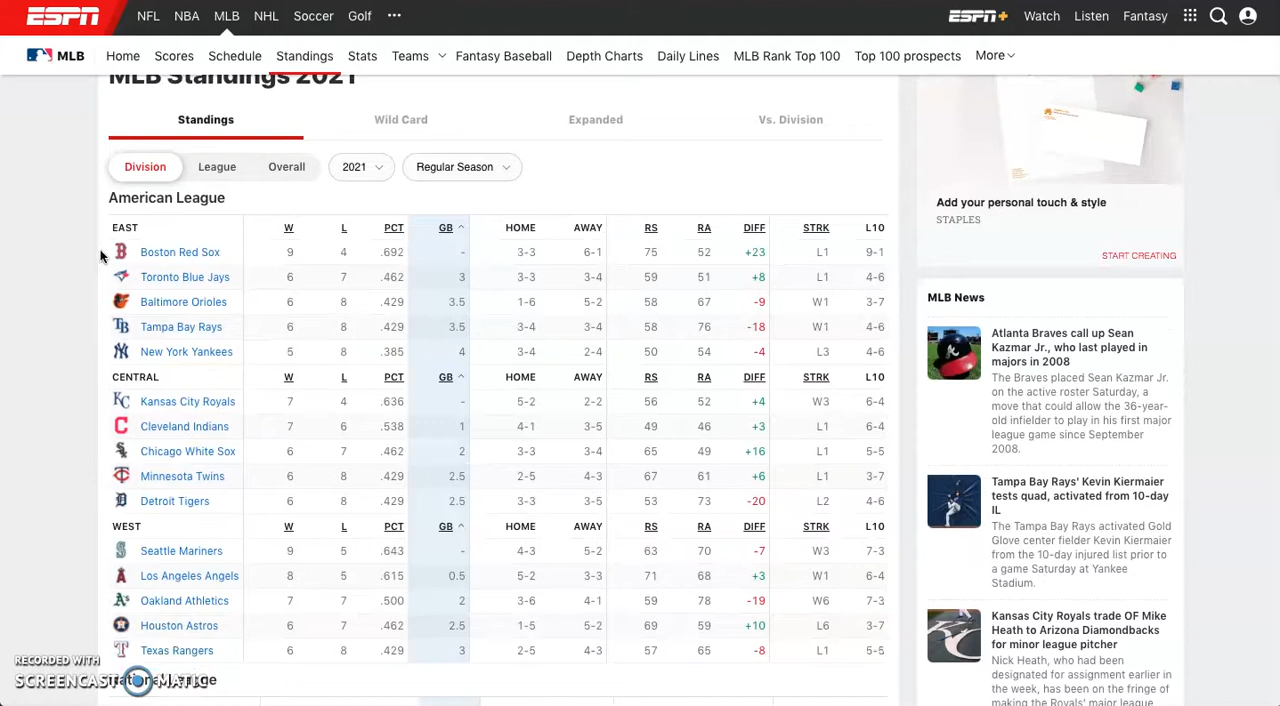 ESPN NFL NBA MLB NHL Soccer Golf ••• ESPN+ Watch Listen Fantasy
MLB Home Scores Schedule Standings Stats Teams Fantasy Baseball Depth Charts Daily Lines MLB Rank Top 100 Top 100 prospects More
MLB Standings 2021
Standings Wild Card Expanded Vs. Division
Division League Overall 2021 Regular Season
American League
EAST W L PCT GB HOME AWAY RS RA DIFF STRK L10
Boston Red Sox 9 4 .692 - 3-3 6-1 75 52 +23 L1 9-1
Toronto Blue Jays 6 7 .462 3 3-3 3-4 59 51 +8 L1 4-6
Baltimore Orioles 6 8 .429 3.5 1-6 5-2 58 67 -9 W1 3-7
Tampa Bay Rays 6 8 .429 3.5 3-4 3-4 58 76 -18 W1 4-6
New York Yankees 5 8 .385 4 3-4 2-4 50 54 -4 L3 4-6
CENTRAL W L PCT GB HOME AWAY RS RA DIFF STRK L10
Kansas City Royals 7 4 .636 - 5-2 2-2 56 52 +4 W3 6-4
Cleveland Indians 7 6 .538 1 4-1 3-5 49 46 +3 L1 6-4
Chicago White Sox 6 7 .462 2 3-3 3-4 65 49 +16 L1 5-5
Minnesota Twins 6 8 .429 2.5 2-5 4-3 67 61 +6 L1 3-7
Detroit Tigers 6 8 .429 2.5 3-3 3-5 53 73 -20 L2 4-6
WEST W L PCT GB HOME AWAY RS RA DIFF STRK L10
Seattle Mariners 9 5 .643 - 4-3 5-2 63 70 -7 W3 7-3
Los Angeles Angels 8 5 .615 0.5 5-2 3-3 71 68 +3 W1 6-4
Oakland Athletics 7 7 .500 2 3-6 4-1 59 78 -19 W6 7-3
Houston Astros 6 7 .462 2.5 1-5 5-2 69 59 +10 L6 3-7
Texas Rangers 6 8 .429 3 2-5 4-3 57 65 -8 L1 5-5
National League
RECORDED WITH
SCREENCAST MATIC
Add your personal touch & style
STAPLES
START CREATING
MLB News
Atlanta Braves call up Sean
Kazmar Jr., who last played in
majors in 2008
The Braves placed Sean Kazmar Jr.
on the active roster Saturday, a
move that could allow the 36-year-
old infielder to play in his first major
league game since September
2008.
Tampa Bay Rays' Kevin Kiermaier
tests quad, activated from 10-day
IL
The Tampa Bay Rays activated Gold
Glove center fielder Kevin Kiermaier
from the 10-day injured list prior to
a game Saturday at Yankee
Stadium.
Kansas City Royals trade OF Mike
Heath to Arizona Diamondbacks
for minor league pitcher
Nick Heath, who had been
designated for assignment earlier in
the week, has been on the fringe of
making the Royals' major league